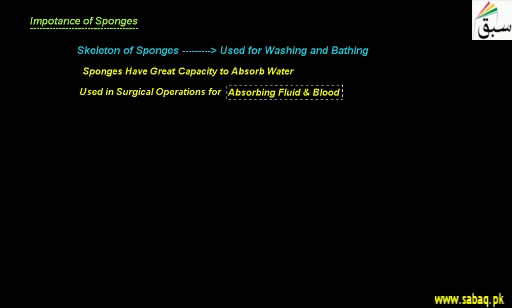 Impotance of Sponges
سبق
Skeleton of Sponges ---------> Used for Washing and Bathing
Sponges Have Great Capacity to Absorb Water
Used in Surgical Operations for Absorbing Fluid & Blood
www.sabaq.pk